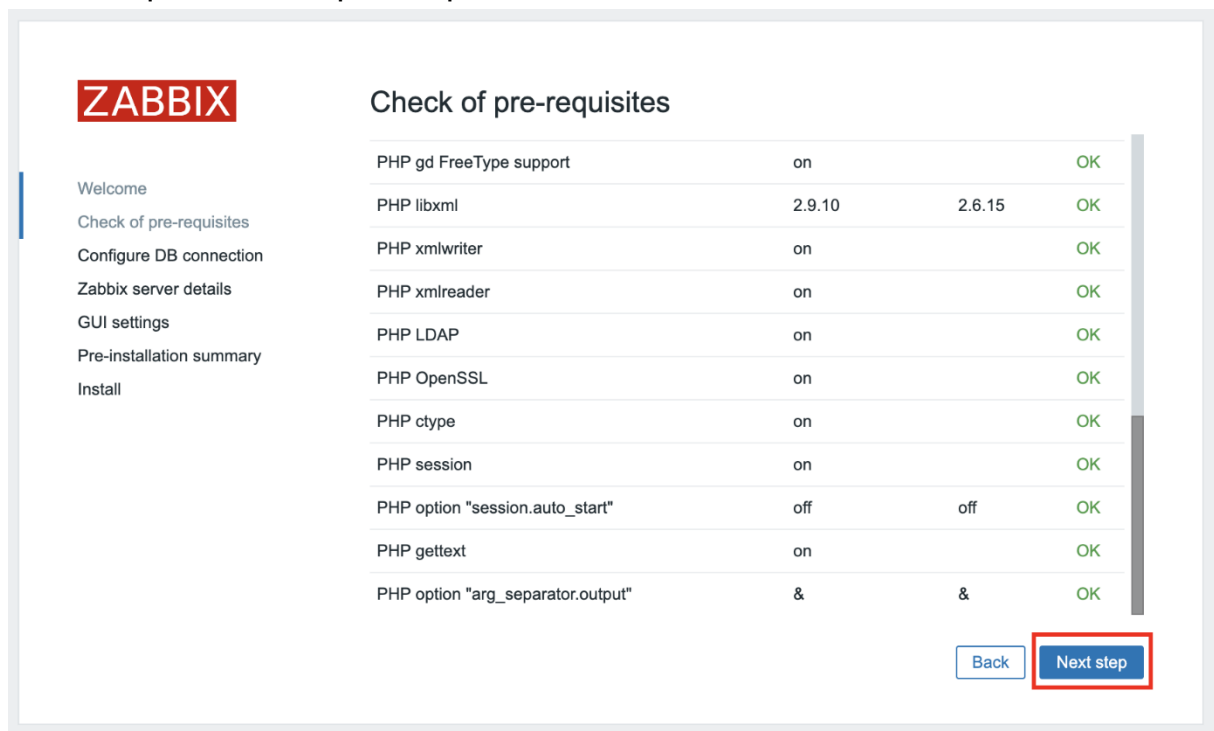 ZABBIX
Check of pre-requisites
Welcome
Check of pre-requisites
Configure DB connection
Zabbix server details
GUI settings
Pre-installation summary
Install
PHP gd FreeType support on OK
PHP libxml 2.9.10 2.6.15 OK
PHP xmlwriter on OK
PHP xmlreader on OK
PHP LDAP on OK
PHP OpenSSL on OK
PHP ctype on OK
PHP session on OK
PHP option "session.auto_start" off off OK
PHP gettext on OK
PHP option "arg_separator.output" & & OK
Back Next step